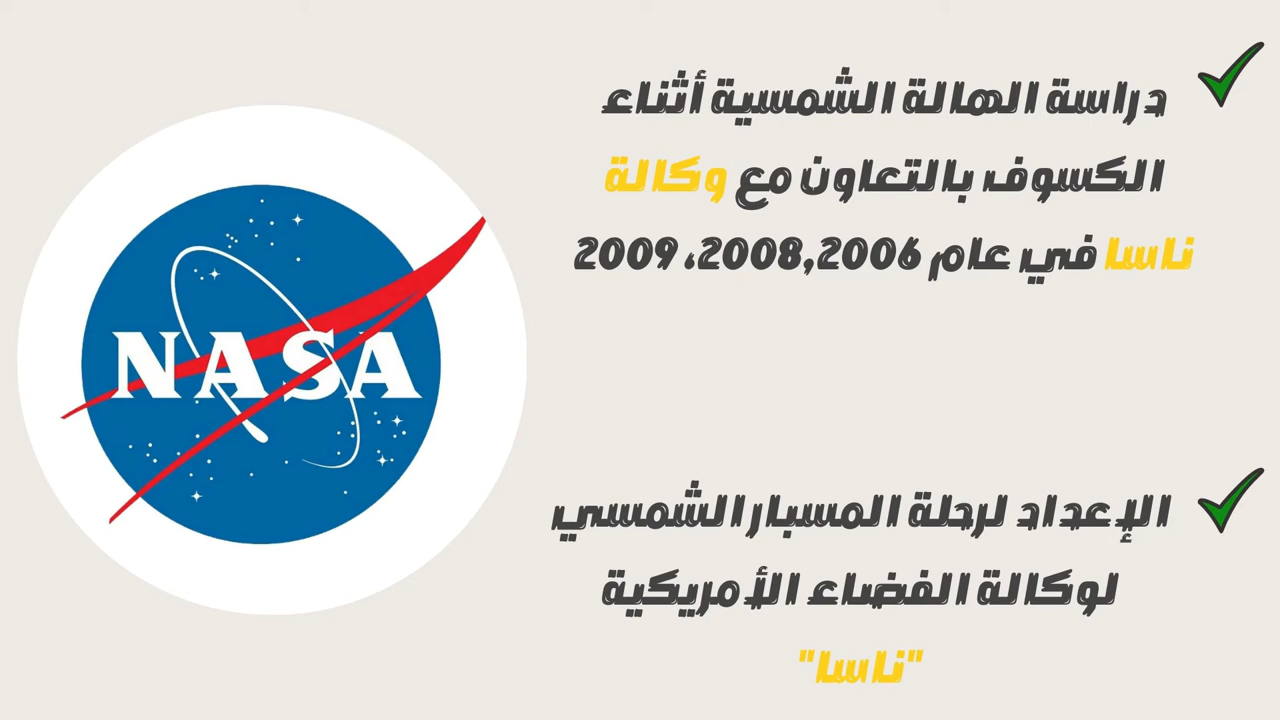 دراسة الهالة الشمسية أثناء
الكسوف بالتعاون مع وكالة
ناسا في عام 2006,2008، 2009
الإعداد لرحلة المسبار الشمسي
لوكالة الفضاء الأمريكية
"ناسا"
NASA